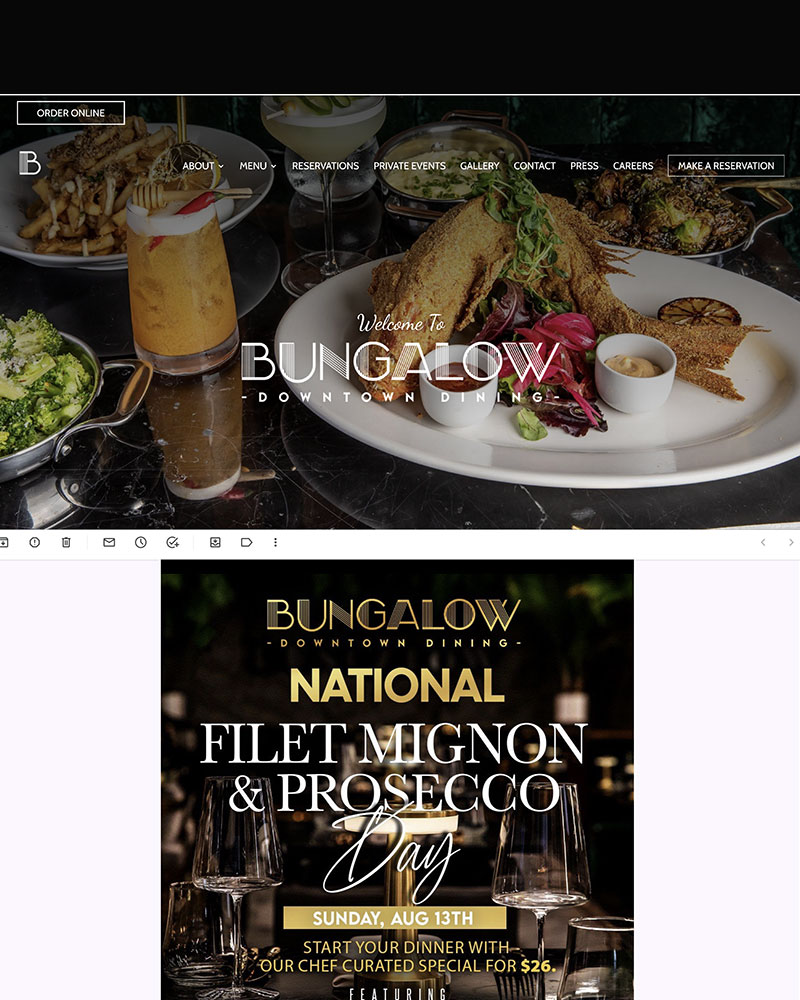 ORDER ONLINE
B
ABOUT
MENU
RESERVATIONS
PRIVATE EVENTS
GALLERY
CONTACT
PRESS
CAREERS
MAKE A RESERVATION
Welcome To
BUNGALOW
- DOWNTOWN DINING -
BUNGALOW
- DOWNTOWN DINING -
NATIONAL
FILET MIGNON
& PROSECCO
Day
SUNDAY, AUG 13TH
START YOUR DINNER WITH
OUR CHEF CURATED SPECIAL FOR $26.
FEATURING